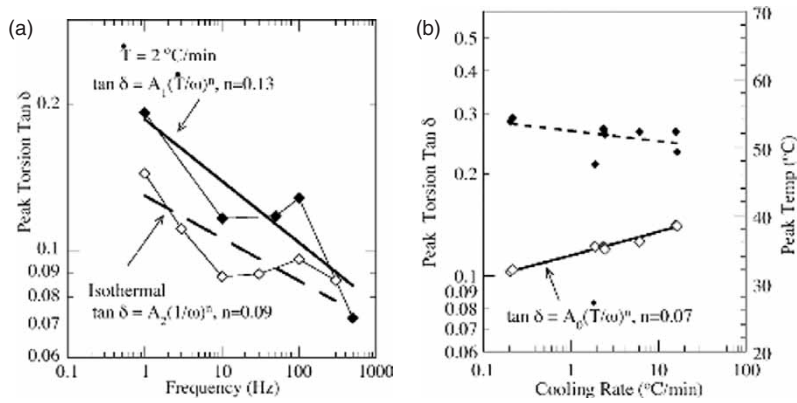 (a)
Ṫ = 2 °C/min
tan δ = A₁(Ṫ/ω)ⁿ, n=0.13
0.2
0.1
0.09
0.08
0.07
0.06
Peak Torsion Tan δ
Isothermal
tan δ = A₂(1/ω)ⁿ, n=0.09
0.1 1 10 100 1000
Frequency (Hz)
(b)
0.5
0.4
0.3
0.2
0.1
0.09
0.08
0.07
0.06
Peak Torsion Tan δ
tan δ = A₀(Ṫ/ω)ⁿ, n=0.07
70
60
50
40
30
20
Peak Temp (°C)
0.1 1 10 100
Cooling Rate (°C/min)